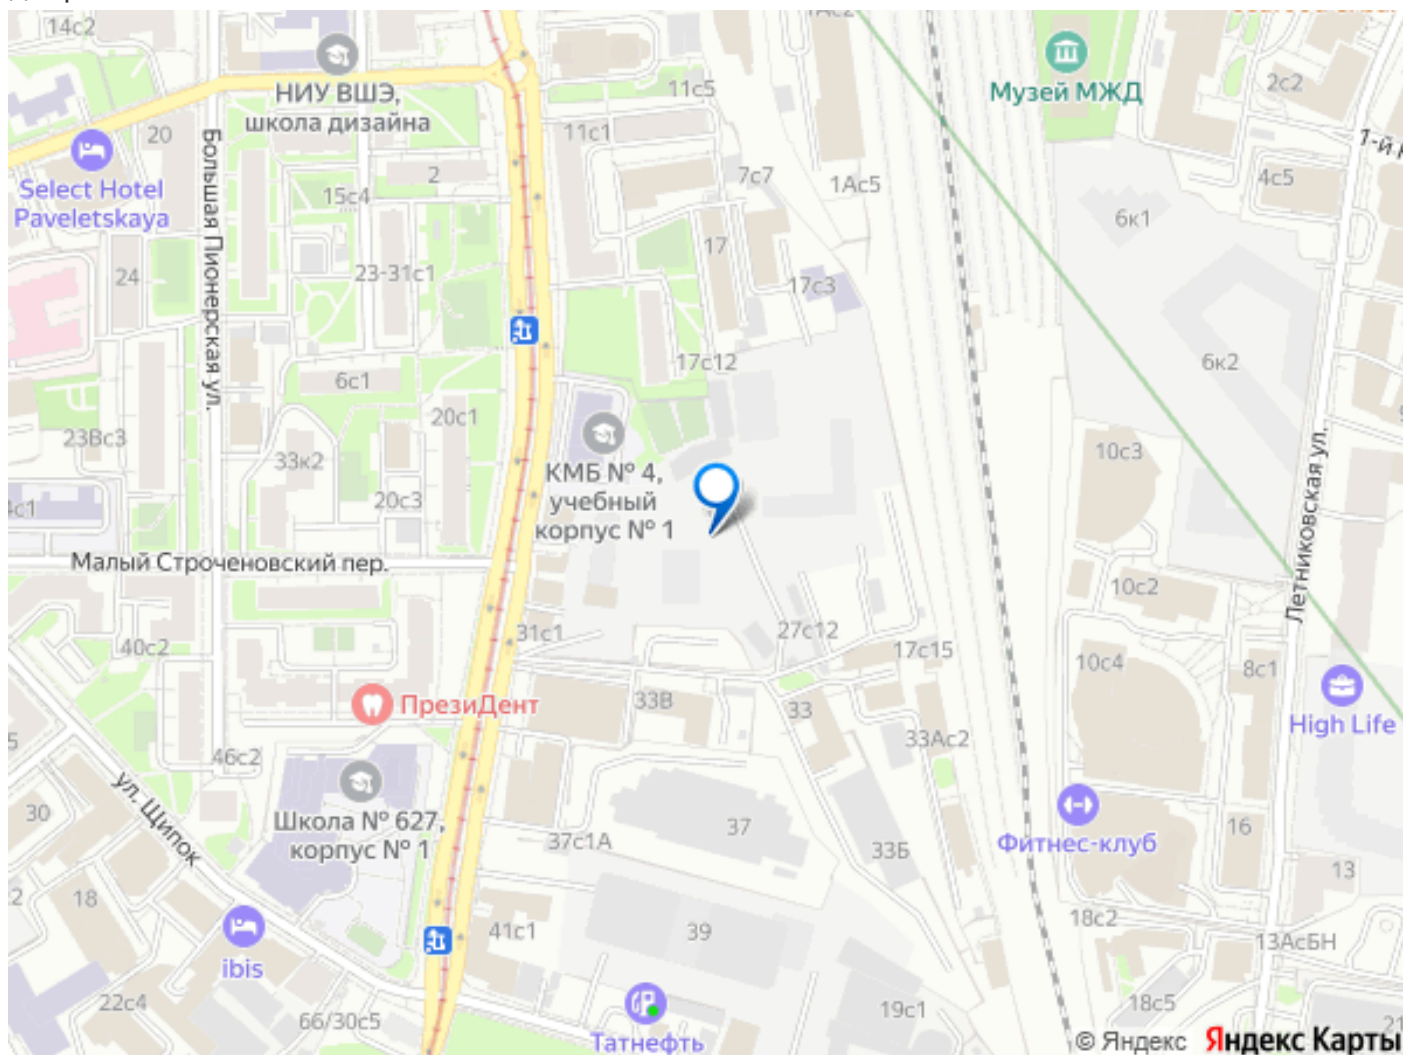 14с2
НИУ ВШЭ,
школа дизайна
20
Select Hotel
Paveletskaya
Большая Пионерская ул.
15с4
2
11с5
11с1
7с7
1Ас5
Музей МЖД
2с2
4с5
6к1
24
23-31с1
17
17с3
17с12
6с1
6к2
20с1
23Вс3
33к2
20с3
КМБ № 4,
учебный
корпус № 1
10с3
Летниковская ул.
Малый Строченовский пер.
10с2
40с2
31с1
27с12
17с15
10с4
8с1
ПрезиДент
33В
33
33Ас2
High Life
46с2
ул. Щипок
30
Школа № 627,
корпус № 1
37с1А
37
33Б
Фитнес-клуб
16
13
18
41с1
39
18с2
13АсБН
ibis
22с4
66/30с5
Татнефть
19с1
18с5
© Яндекс Яндекс Карты